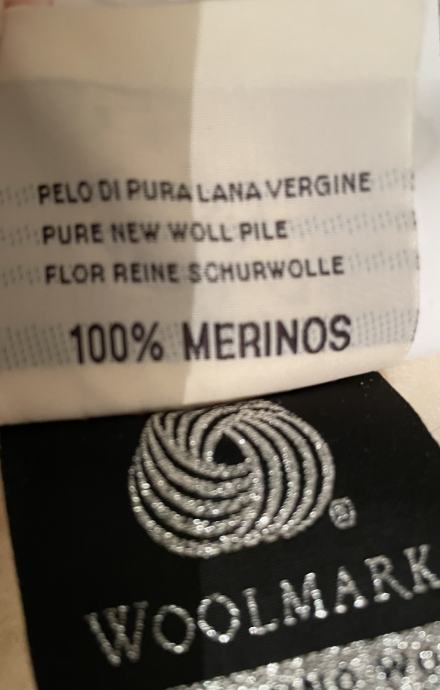 PELO DI PURA LANA VERGINE
PURE NEW WOLL PILE
FLOR REINE SCHURWOLLE
100% MERINOS
WOOLMARK